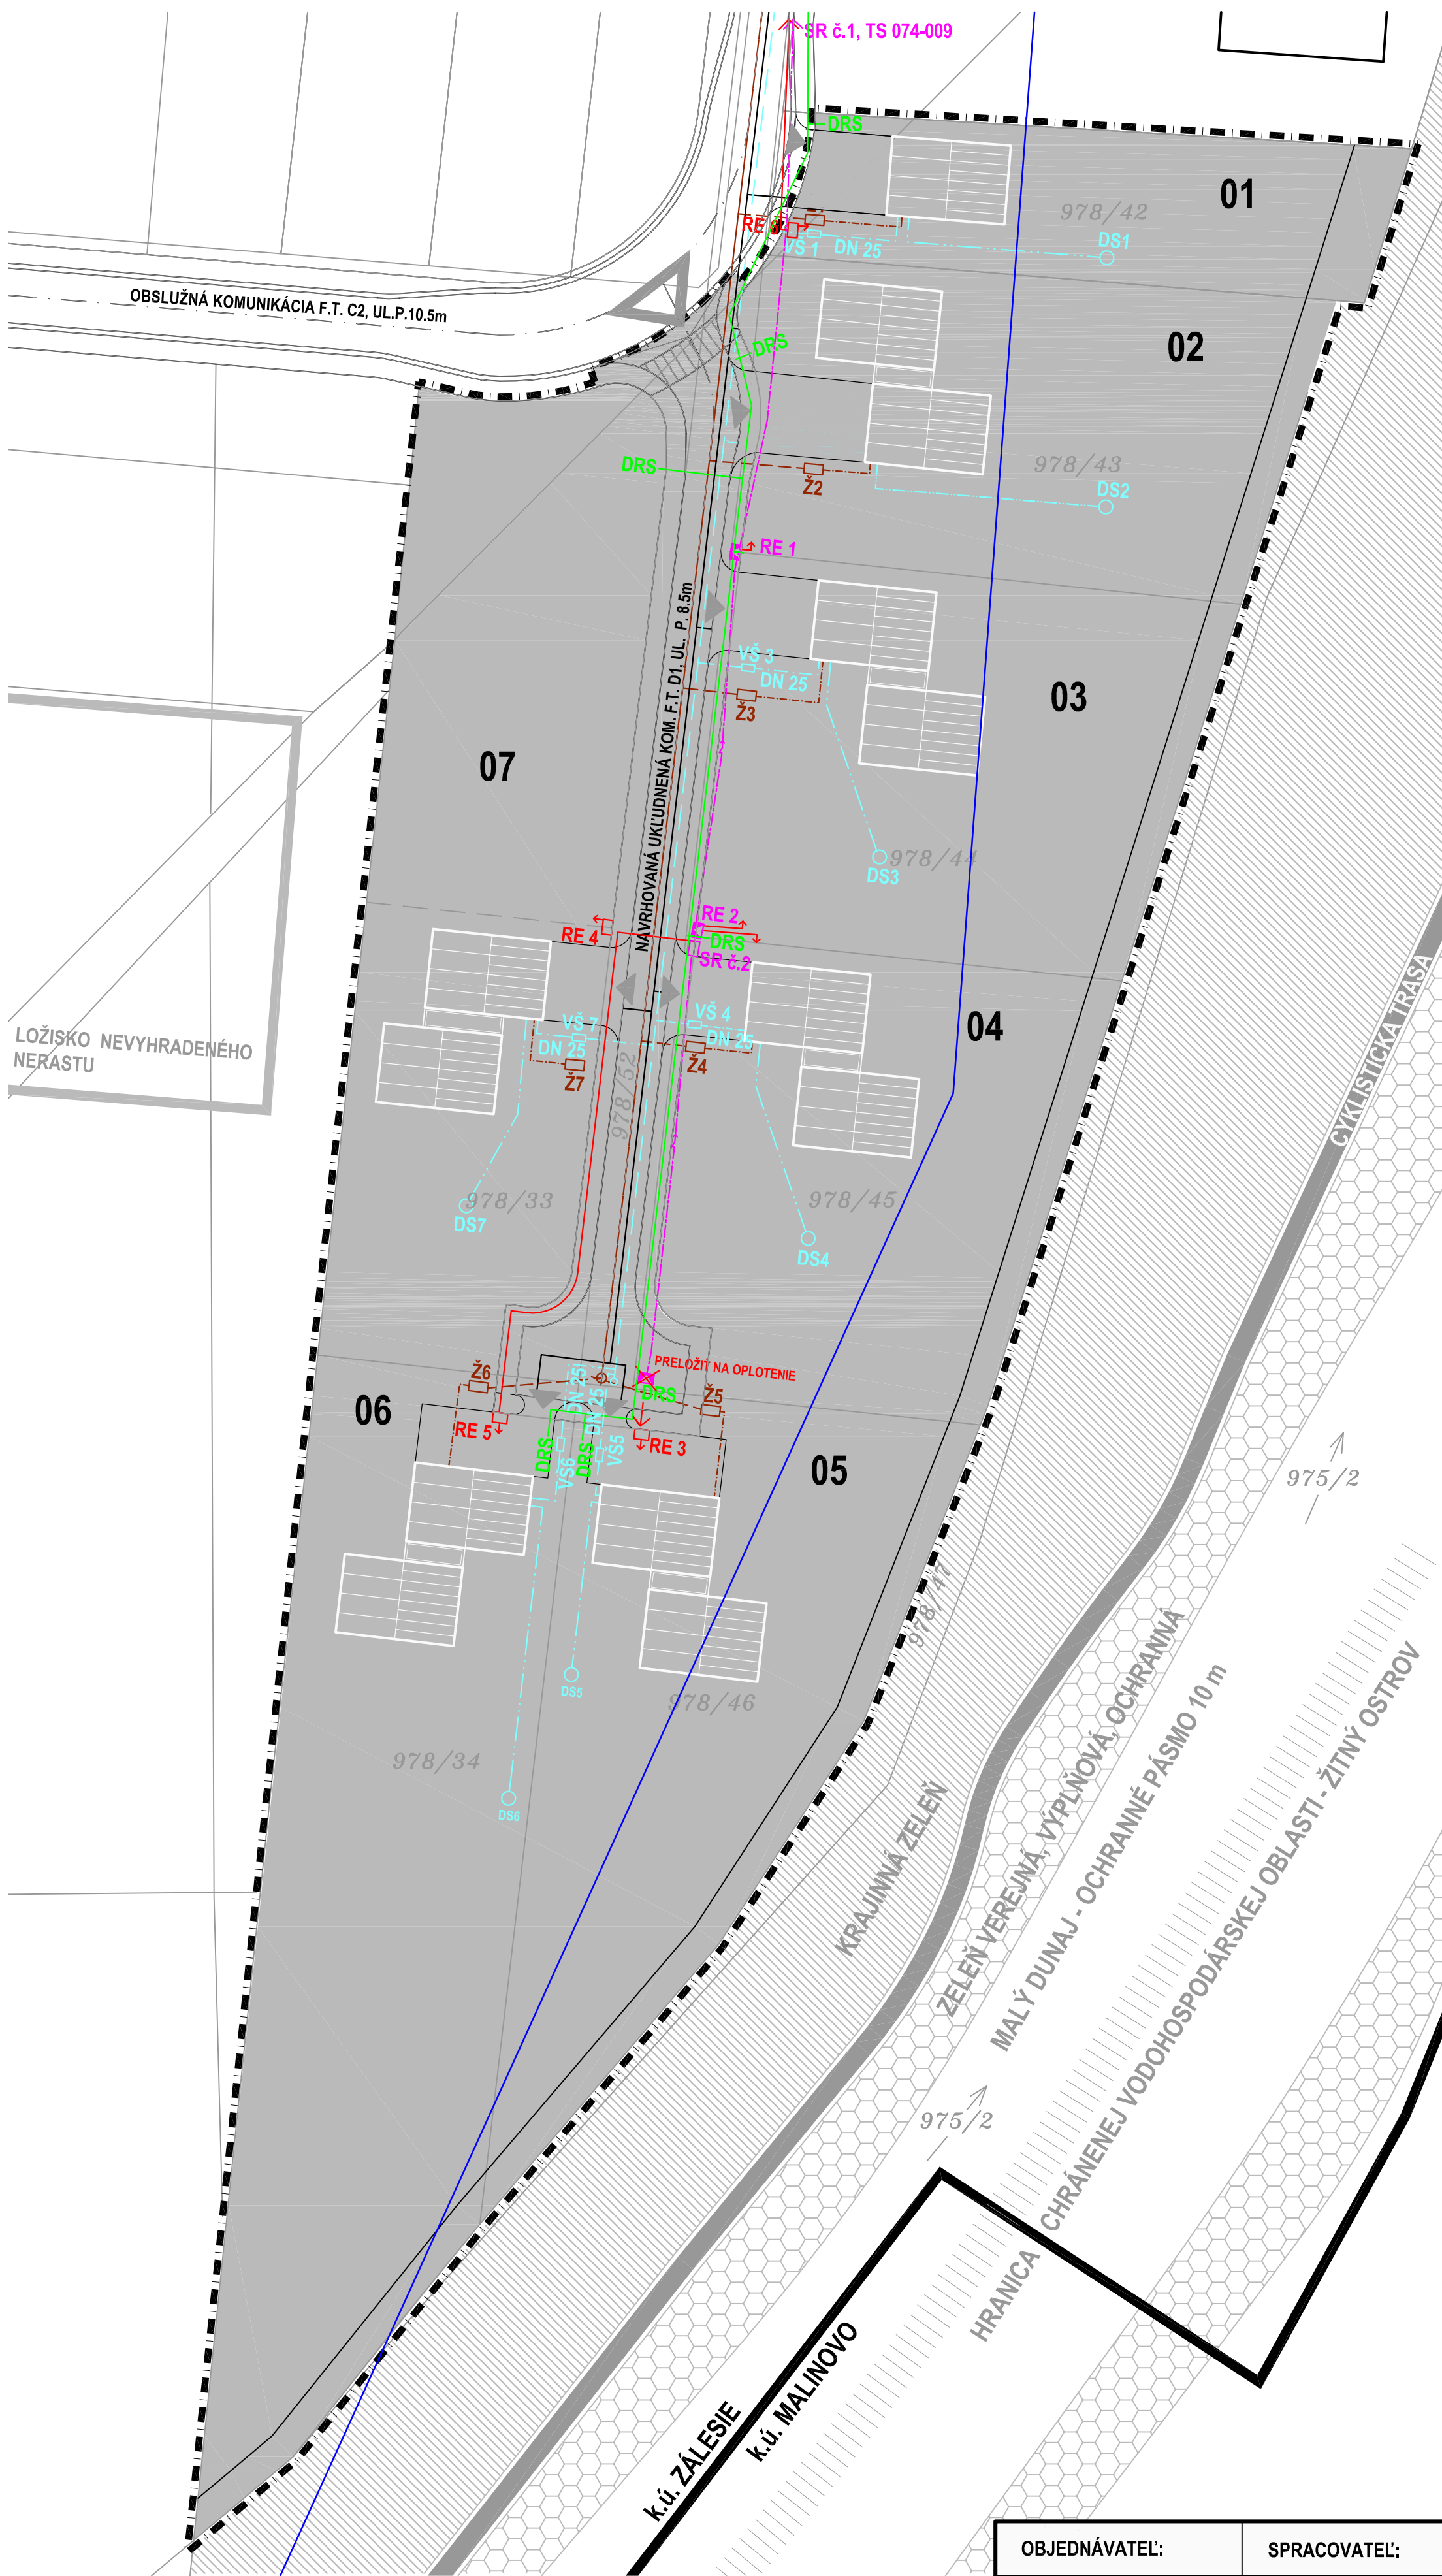 SR č.1, TS 074-009
DRS
01
978/42
RE
VŠ 1
DN 25
DS1
OBSLUŽNÁ KOMUNIKÁCIA F.T. C2, UL.P.10.5m
02
DRS
DRS
978/43
Ž2
DS2
RE 1
NAVRHOVANÁ UKĽUDNENÁ KOM. F.T. D1, UL. P. 8.5m
VŠ 3
DN 25
Ž3
03
07
978/44
DS3
RE 2
DRS
SR č.2
RE 4
04
CYKLISTICKÁ TRASA
LOŽISKO NEVYHRADENÉHO
NERASTU
VŠ 7
DN 25
Ž7
VŠ 4
DN 25
Ž4
978/52
978/33
DS7
978/45
DS4
PRELOŽIŤ NA OPLOTENIE
Ž6
DN 25
DN 25
DRS
Ž5
06
RE 5
DRS
VŠ6
DRS
VŠ5
RE 3
05
975/2
978/47
DS5
978/46
978/34
DS6
KRAJINNÁ ZELEŇ
ZELEŇ VEREJNÁ, VÝPLŇOVÁ, OCHRANNÁ
MALÝ DUNAJ - OCHRANNÉ PÁSMO 10 m
HRANICA CHRÁNENEJ VODOHOSPODÁRSKEJ OBLASTI - ŽITNÝ OSTROV
975/2
k.ú. ZÁLESIE
k.ú. MALINOVO
OBJEDNÁVATEĽ:
SPRACOVATEĽ: